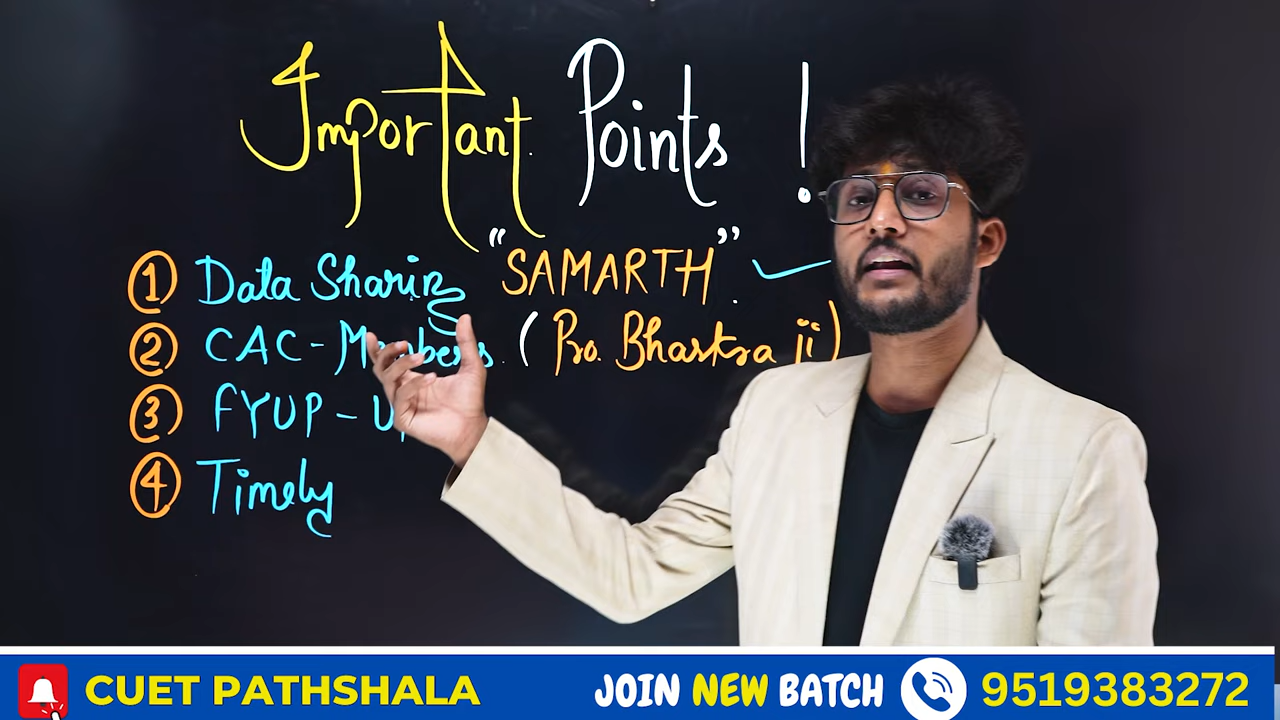 Important Points !
① Data Sharing "SAMARTH".
② CAC - Members. ( Pro. Bhartsa ji )
③ FYUP - U
④ Timely
CUET PATHSHALA JOIN NEW BATCH 9519383272